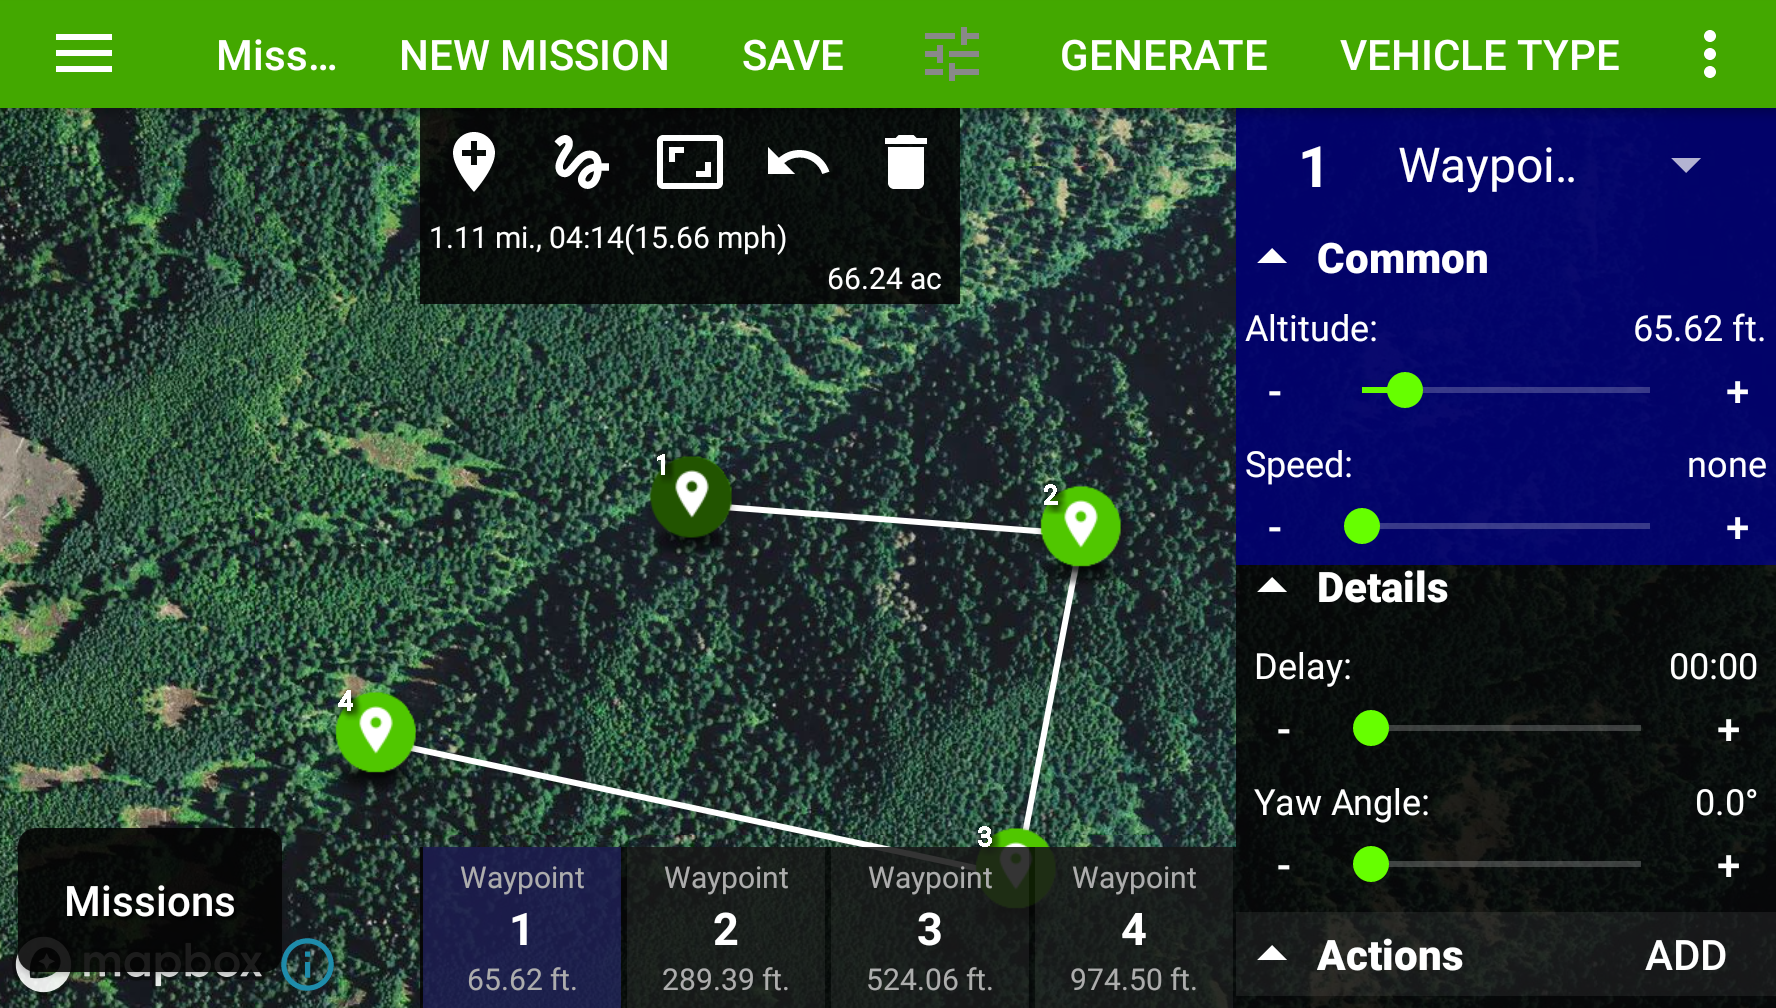 Miss... NEW MISSION SAVE GENERATE VEHICLE TYPE
1.11 mi., 04:14(15.66 mph)
66.24 ac
1 Waypoi..
Common
Altitude: 65.62 ft.
- +
Speed: none
- +
Details
Delay: 00:00
- +
Yaw Angle: 0.0°
- +
Actions ADD
1
2
4
3
Missions
mapbox
Waypoint
1
65.62 ft.
Waypoint
2
289.39 ft.
Waypoint
3
524.06 ft.
Waypoint
4
974.50 ft.